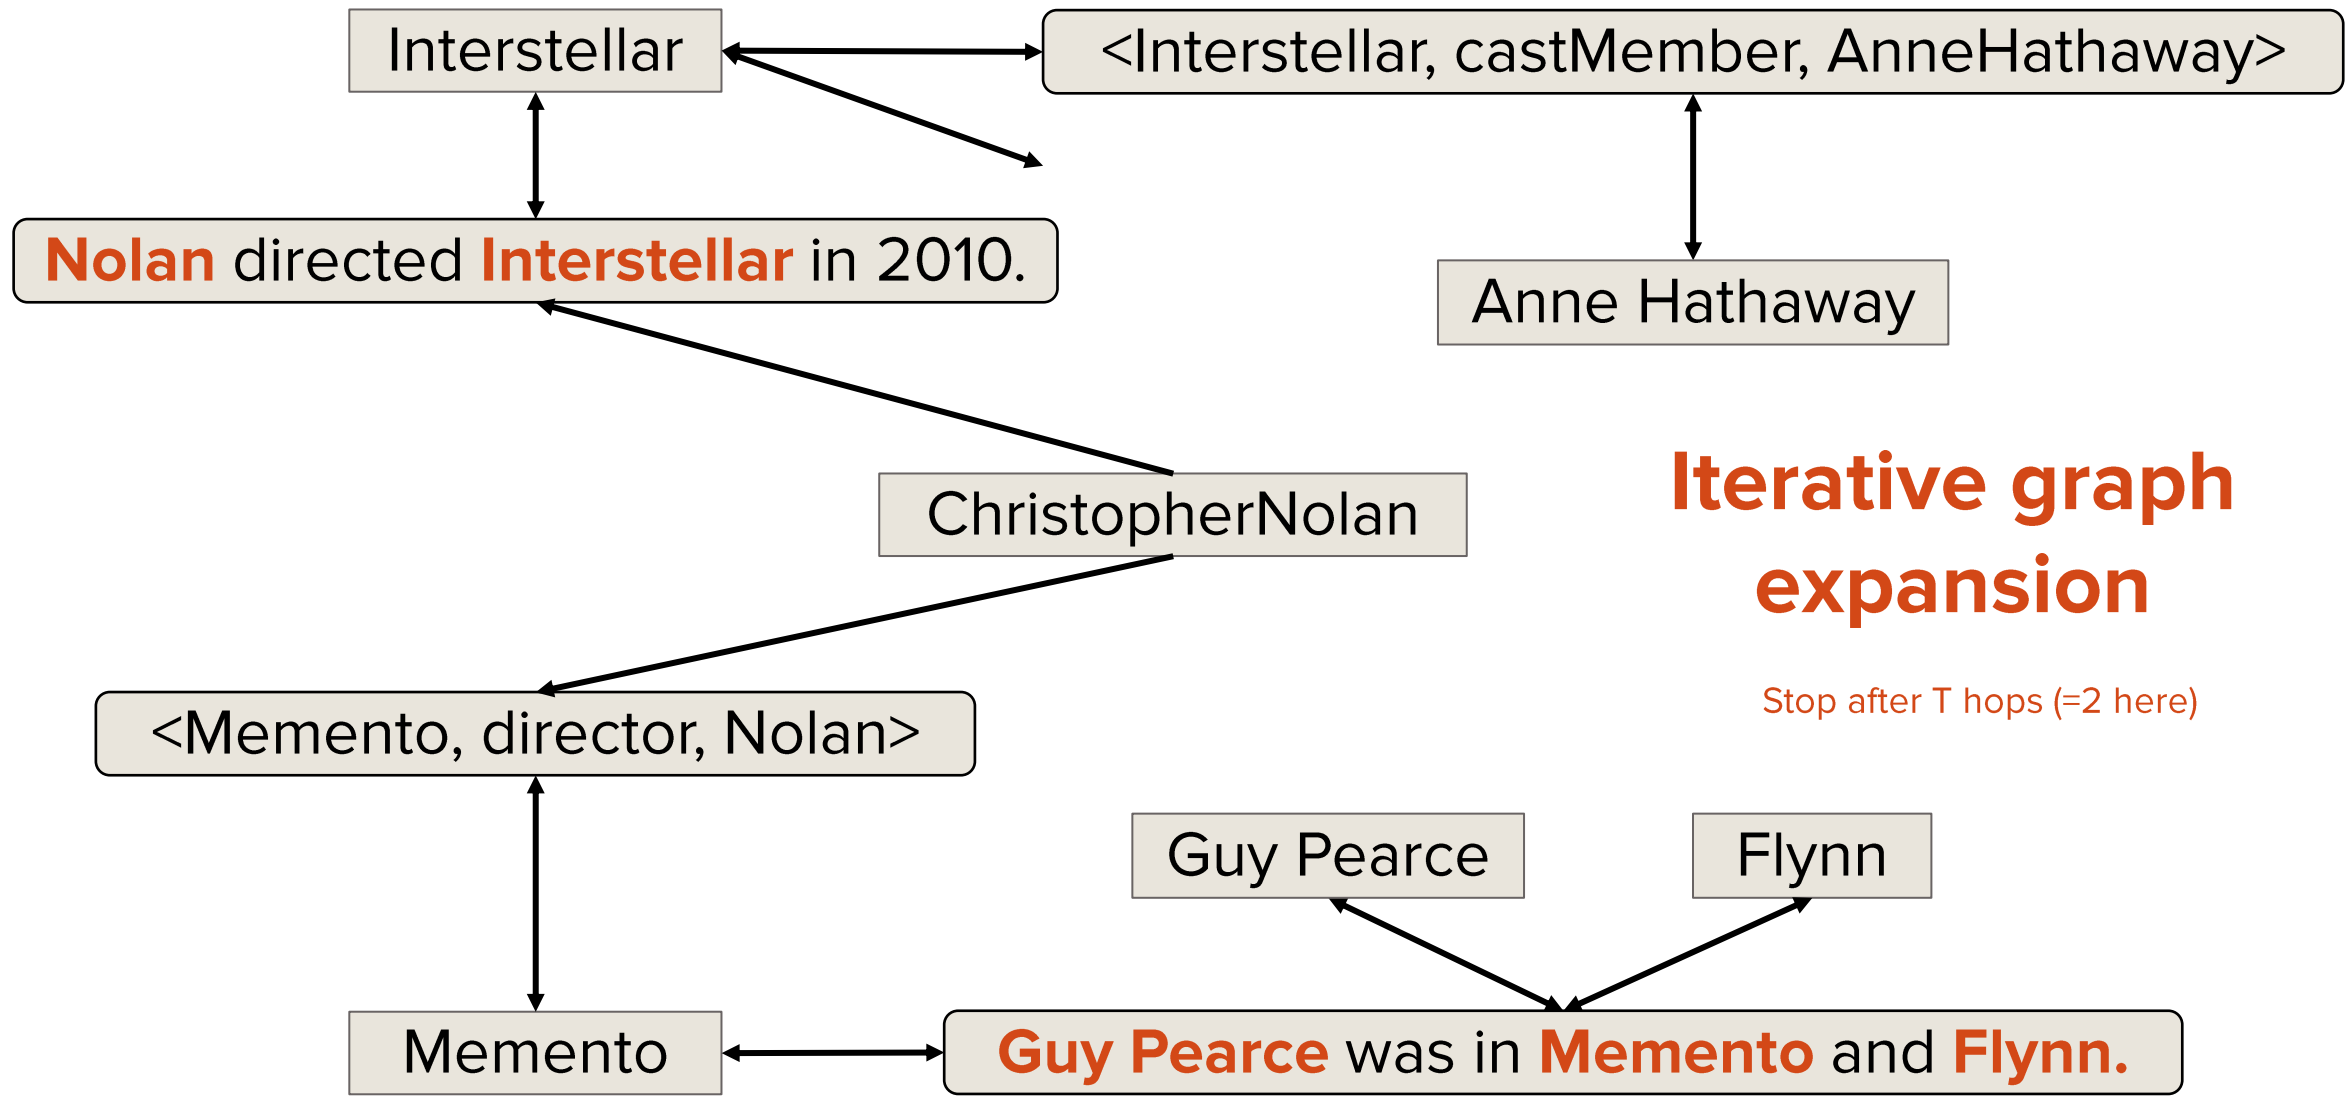 Interstellar
<Interstellar, castMember, AnneHathaway>
Nolan directed Interstellar in 2010.
Anne Hathaway
ChristopherNolan
Iterative graph
expansion
Stop after T hops (=2 here)
<Memento, director, Nolan>
Guy Pearce
Flynn
Memento
Guy Pearce was in Memento and Flynn.